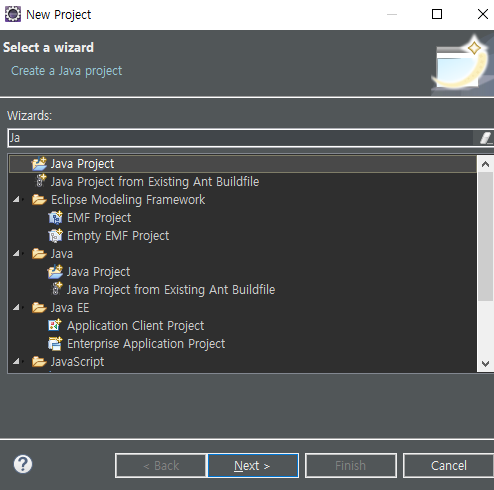 New Project
Select a wizard
Create a Java project
Wizards:
Ja
Java Project
Java Project from Existing Ant Buildfile
Eclipse Modeling Framework
EMF Project
Empty EMF Project
Java
Java Project
Java Project from Existing Ant Buildfile
Java EE
Application Client Project
Enterprise Application Project
JavaScript
?
< Back
Next >
Finish
Cancel